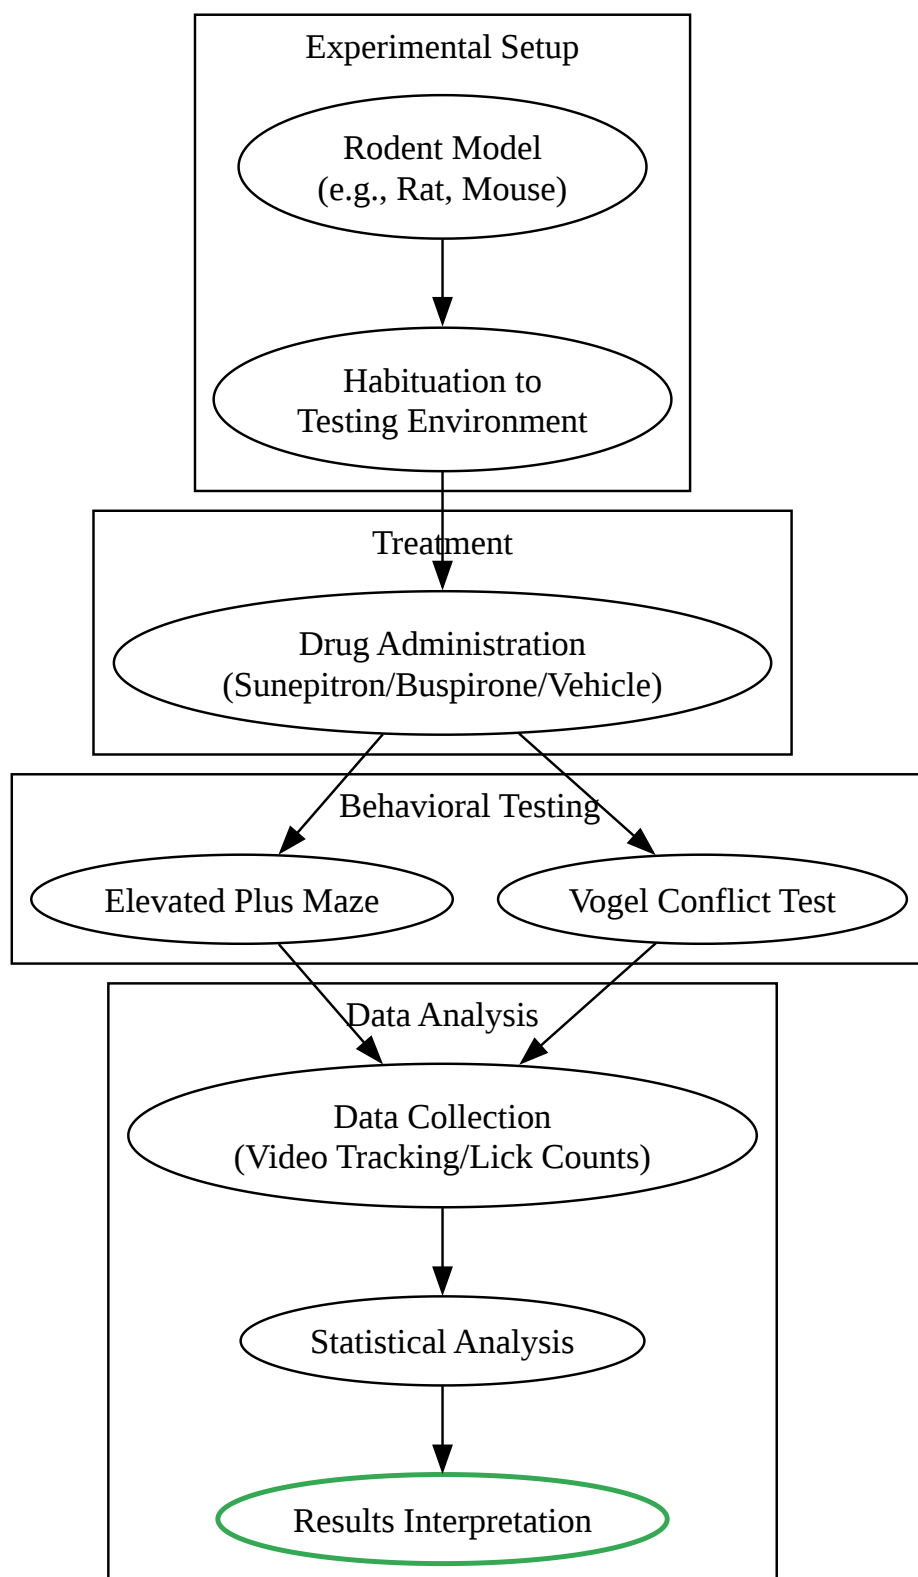 Experimental Setup
Rodent Model
(e.g., Rat, Mouse)
Habituation to
Testing Environment
Treatment
Drug Administration
(Sunepitron/Buspirone/Vehicle)
Behavioral Testing
Elevated Plus Maze
Vogel Conflict Test
Data Analysis
Data Collection
(Video Tracking/Lick Counts)
Statistical Analysis
Results Interpretation